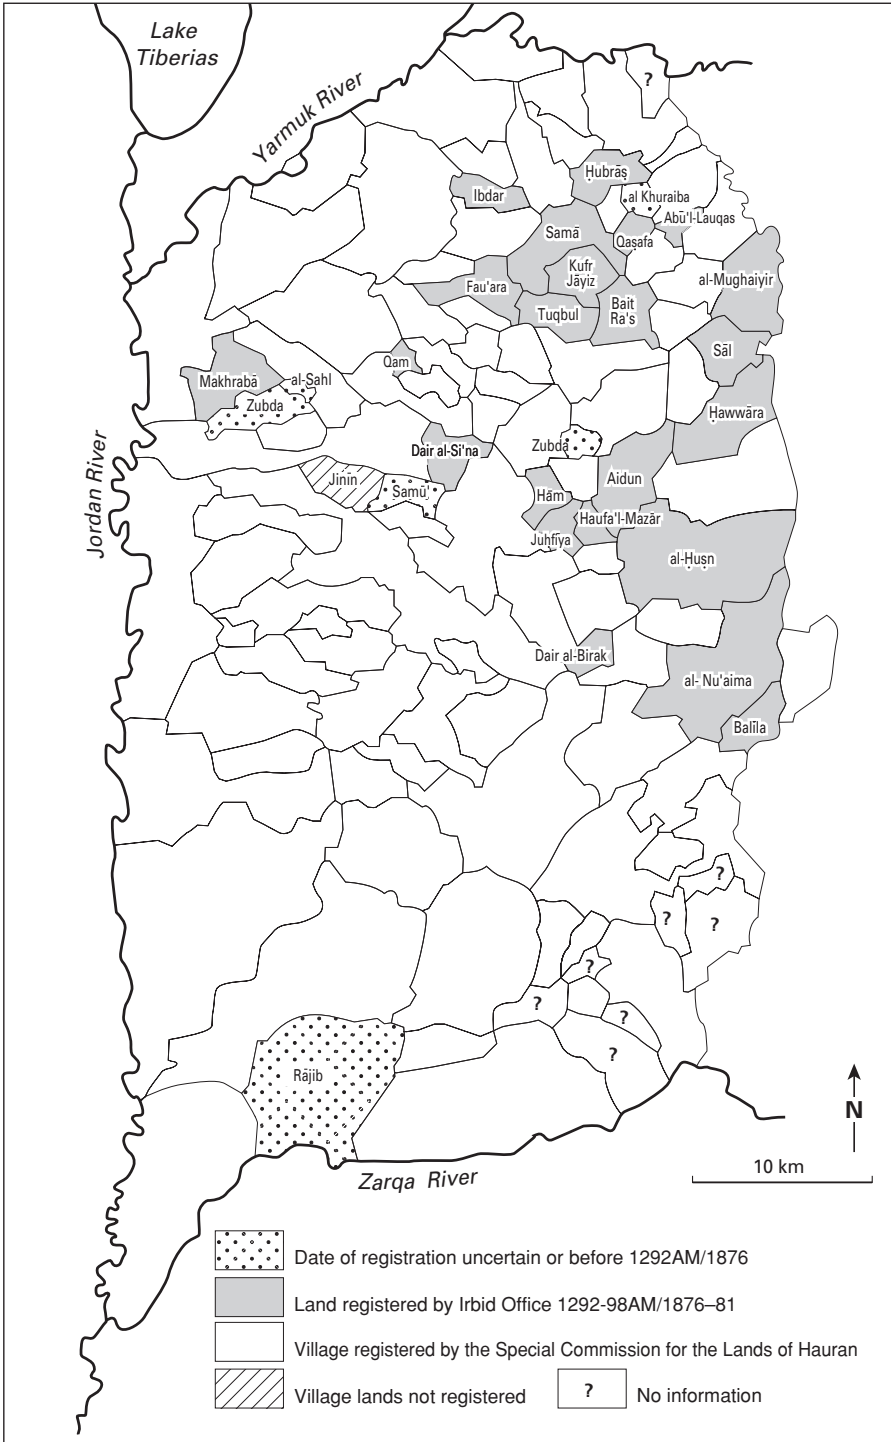 Lake
Tiberias
Yarmuk River
?
Ḥubrāṣ
Ibdar
al Khuraiba
Abū'l-Lauqas
Samā
Qaṣafa
Kufr
Jāyiz
al-Mughaiyir
Fau'ara
Tuqbul
Bait
Ra's
Sāl
Qam
Makhrabā
al-Sahl
Zubda
Ḥawwāra
Dair al-Si'na
Zubda
Jinīn
Samū'
Hām
Aidun
Haufa'l-Mazār
Juḥfīya
al-Ḥuṣn
Jordan River
Dair al-Birak
al- Nu'aima
Balīla
?
?
?
?
?
?
?
Rājib
N
10 km
Zarqa River
Date of registration uncertain or before 1292AM/1876
Land registered by Irbid Office 1292-98AM/1876–81
Village registered by the Special Commission for the Lands of Hauran
Village lands not registered
? No information